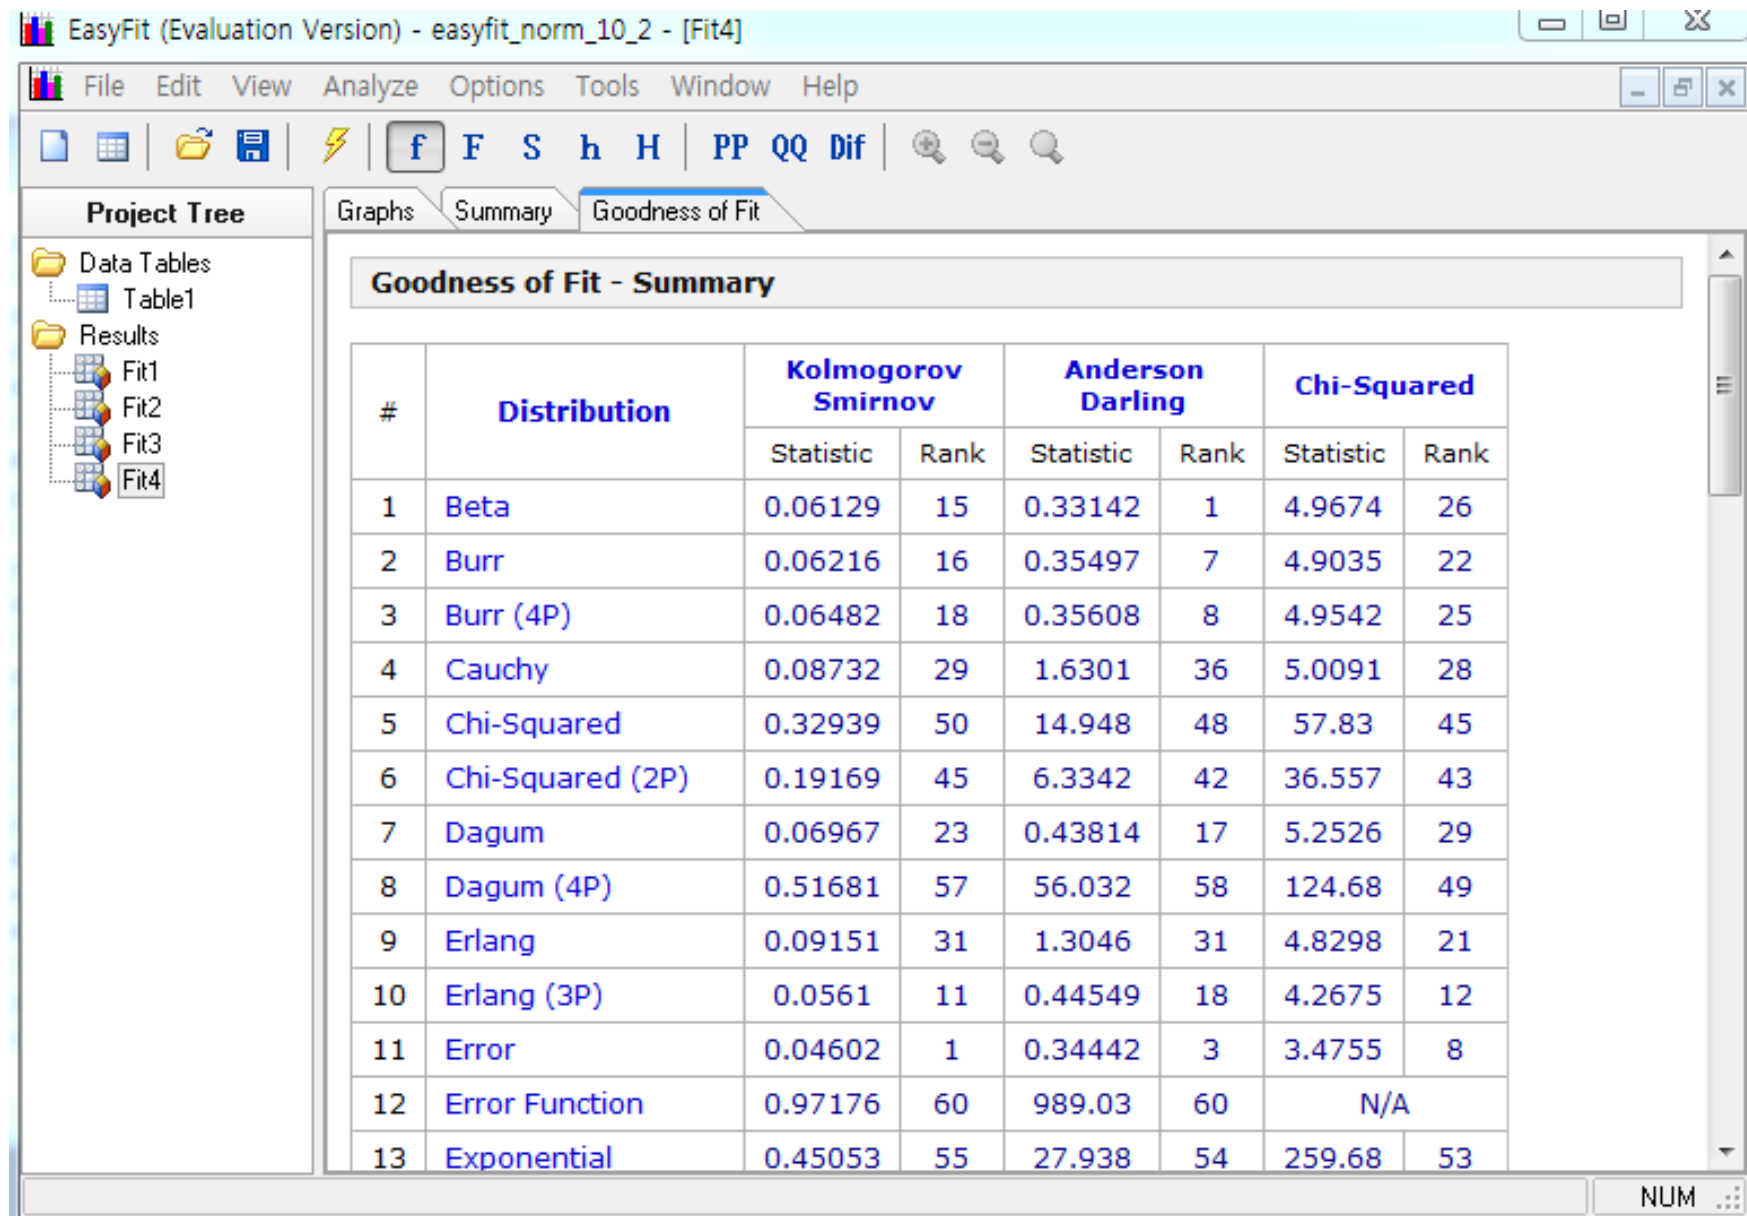 EasyFit (Evaluation Version) - easyfit_norm_10_2 - [Fit4]
File Edit View Analyze Options Tools Window Help
f F S h H PP QQ Dif
Project Tree
Data Tables
Table1
Results
Fit1
Fit2
Fit3
Fit4
Graphs Summary Goodness of Fit
Goodness of Fit - Summary
# Distribution Kolmogorov Smirnov Anderson Darling Chi-Squared
Statistic Rank Statistic Rank Statistic Rank
1 Beta 0.06129 15 0.33142 1 4.9674 26
2 Burr 0.06216 16 0.35497 7 4.9035 22
3 Burr (4P) 0.06482 18 0.35608 8 4.9542 25
4 Cauchy 0.08732 29 1.6301 36 5.0091 28
5 Chi-Squared 0.32939 50 14.948 48 57.83 45
6 Chi-Squared (2P) 0.19169 45 6.3342 42 36.557 43
7 Dagum 0.06967 23 0.43814 17 5.2526 29
8 Dagum (4P) 0.51681 57 56.032 58 124.68 49
9 Erlang 0.09151 31 1.3046 31 4.8298 21
10 Erlang (3P) 0.0561 11 0.44549 18 4.2675 12
11 Error 0.04602 1 0.34442 3 3.4755 8
12 Error Function 0.97176 60 989.03 60 N/A
13 Exponential 0.45053 55 27.938 54 259.68 53
NUM